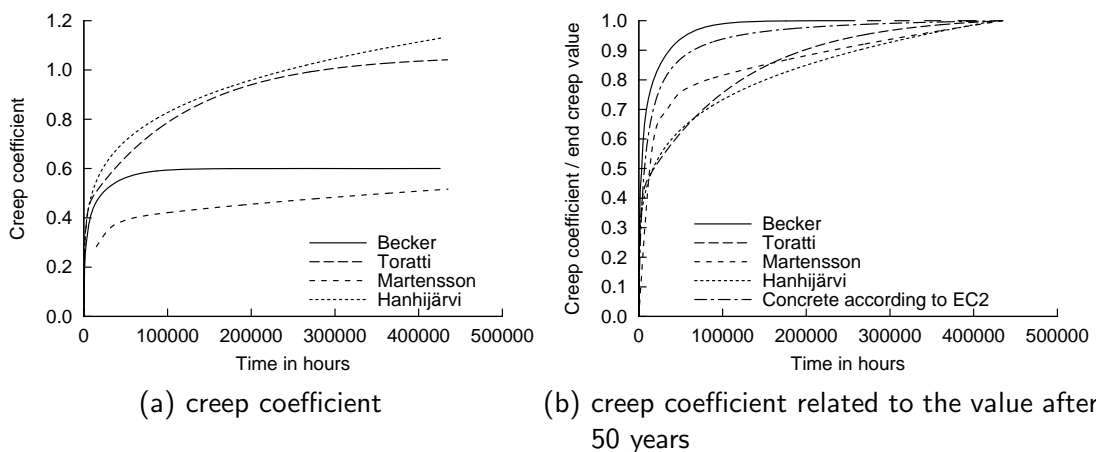 Creep coefficient
1.2
1.0
0.8
0.6
0.4
0.2
0.0
Becker
Toratti
Martensson
Hanhijärvi
0
100000
200000
300000
400000
500000
Time in hours
(a) creep coefficient
Creep coefficient / end creep value
1.0
0.9
0.8
0.7
0.6
0.5
0.4
0.3
0.2
0.1
0.0
Becker
Toratti
Martensson
Hanhijärvi
Concrete according to EC2
0
100000
200000
300000
400000
500000
Time in hours
(b) creep coefficient related to the value after
50 years